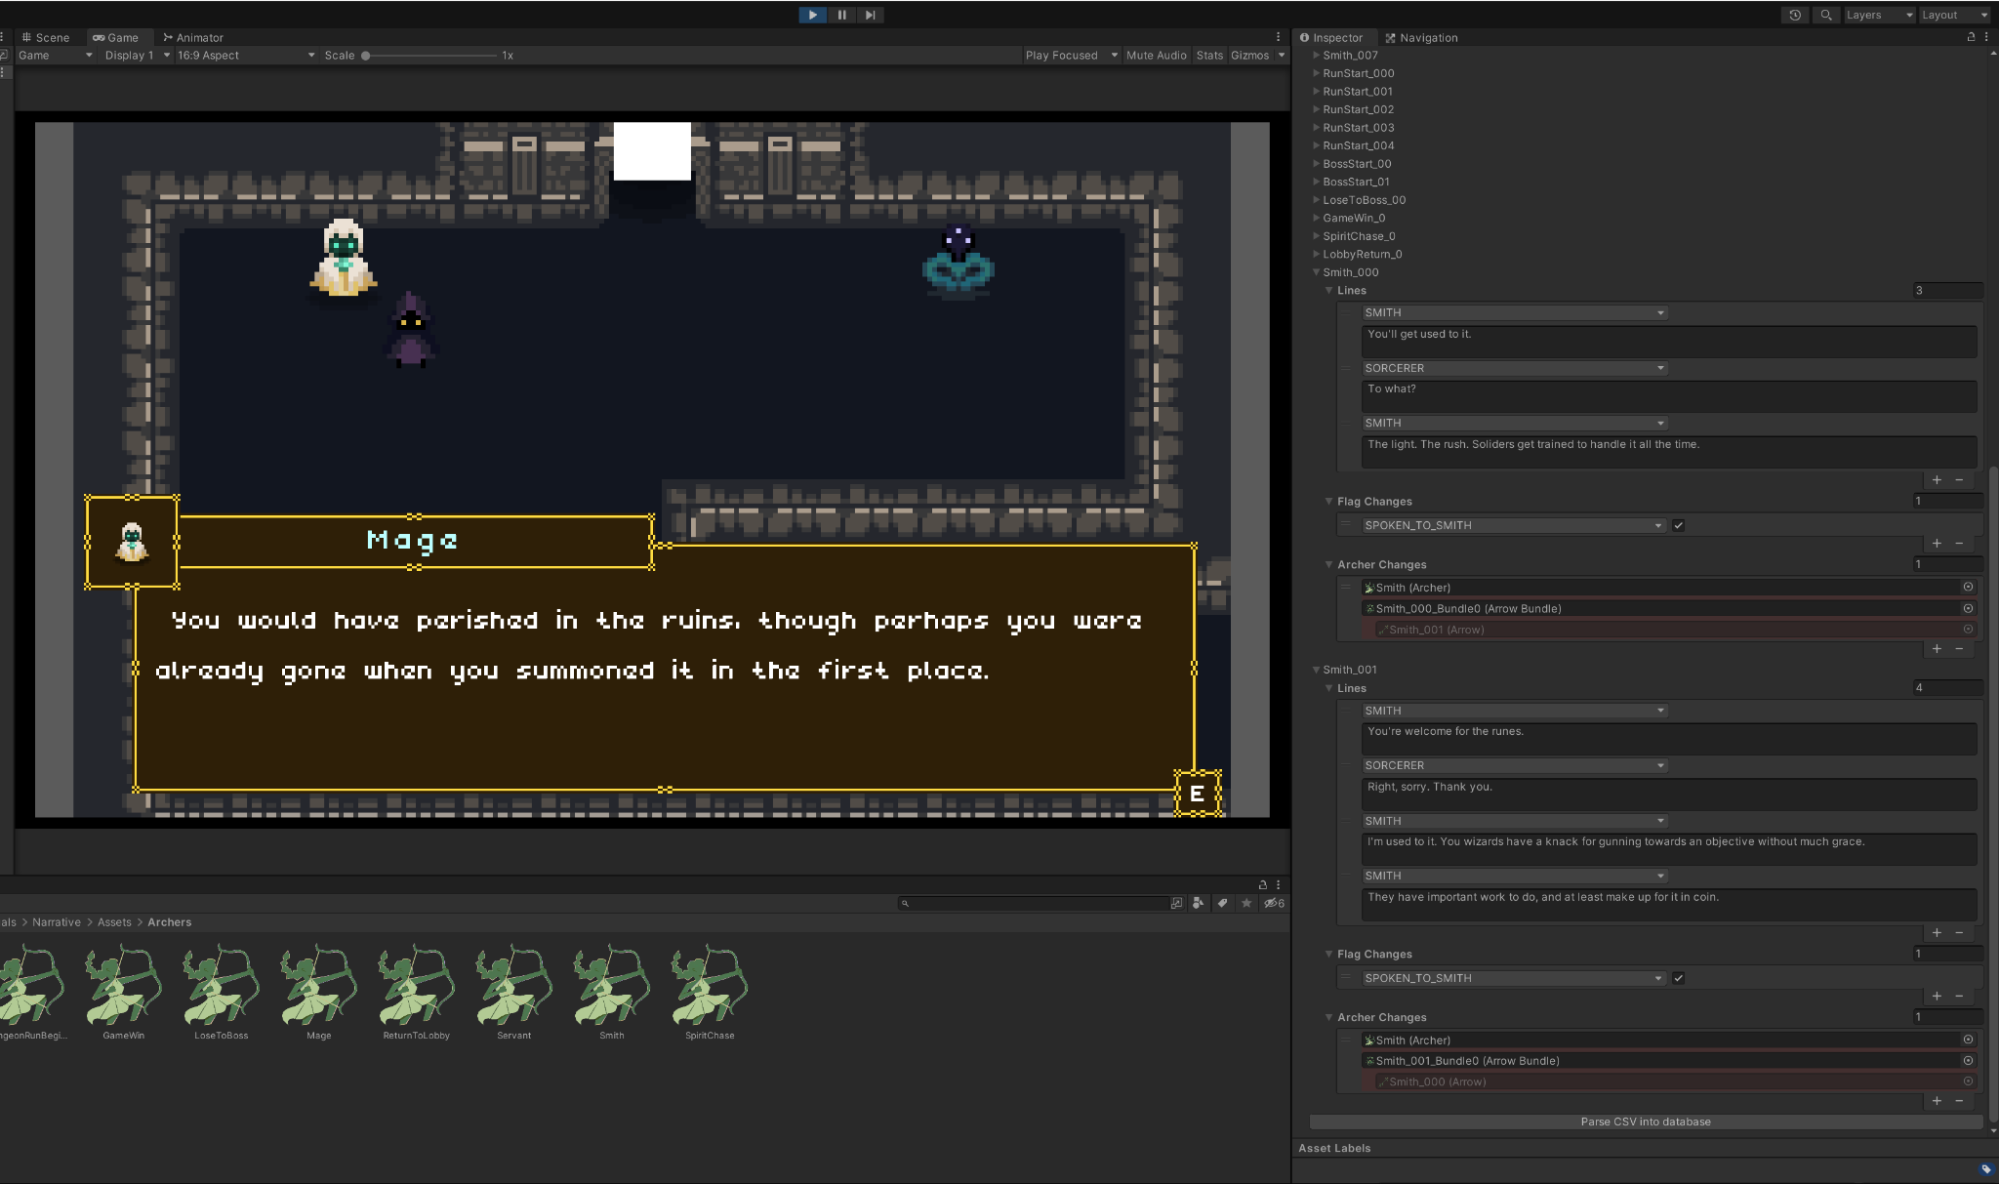 Layers
Layout
Scene
Game
Animator
Inspector
Navigation
Game
Display 1
16:9 Aspect
Scale
1x
Play Focused
Mute Audio
Stats
Gizmos
Mage
You would have perished in the ruins, though perhaps you were
already gone when you summoned it in the first place.
E
6
als > Narrative > Assets > Archers
ngeonRunBegi...
GameWin
LoseToBoss
Mage
ReturnToLobby
Servant
Smith
SpiritChase
Smith_007
RunStart_000
RunStart_001
RunStart_002
RunStart_003
RunStart_004
BossStart_00
BossStart_01
LoseToBoss_00
GameWin_0
SpiritChase_0
LobbyReturn_0
Smith_000
Lines
3
SMITH
You'll get used to it.
SORCERER
To what?
SMITH
The light. The rush. Soliders get trained to handle it all the time.
Flag Changes
1
SPOKEN_TO_SMITH
Archer Changes
1
Smith (Archer)
Smith_000_Bundle0 (Arrow Bundle)
Smith_001 (Arrow)
Smith_001
Lines
4
SMITH
You're welcome for the runes.
SORCERER
Right, sorry. Thank you.
SMITH
I'm used to it. You wizards have a knack for gunning towards an objective without much grace.
SMITH
They have important work to do, and at least make up for it in coin.
Flag Changes
1
SPOKEN_TO_SMITH
Archer Changes
1
Smith (Archer)
Smith_001_Bundle0 (Arrow Bundle)
Smith_000 (Arrow)
Parse CSV into database
Asset Labels